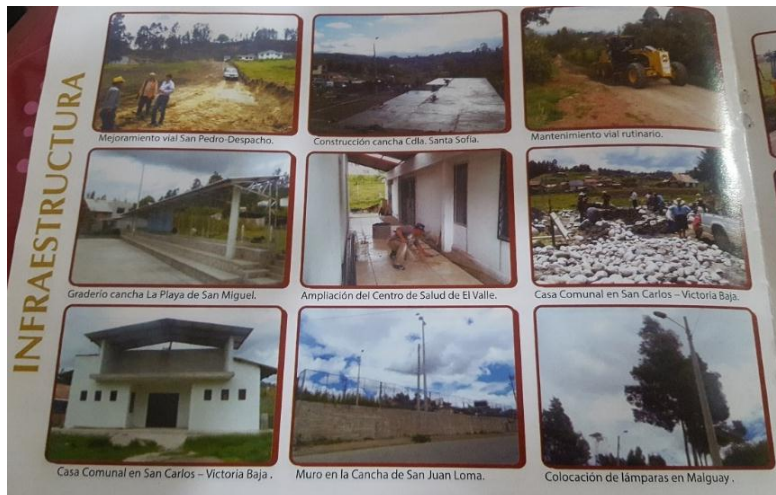 INFRAESTRUCTURA
Mejoramiento vial San Pedro-Despacho.
Construcción cancha Cdla. Santa Sofia.
Mantenimiento vial rutinario.
Graderio cancha La Playa de San Miguel.
Ampliación del Centro de Salud de El Valle.
Casa Comunal en San Carlos – Victoria Baja.
Casa Comunal en San Carlos – Victoria Baja .
Muro en la Cancha de San Juan Loma.
Colocación de lámparas en Malguay .